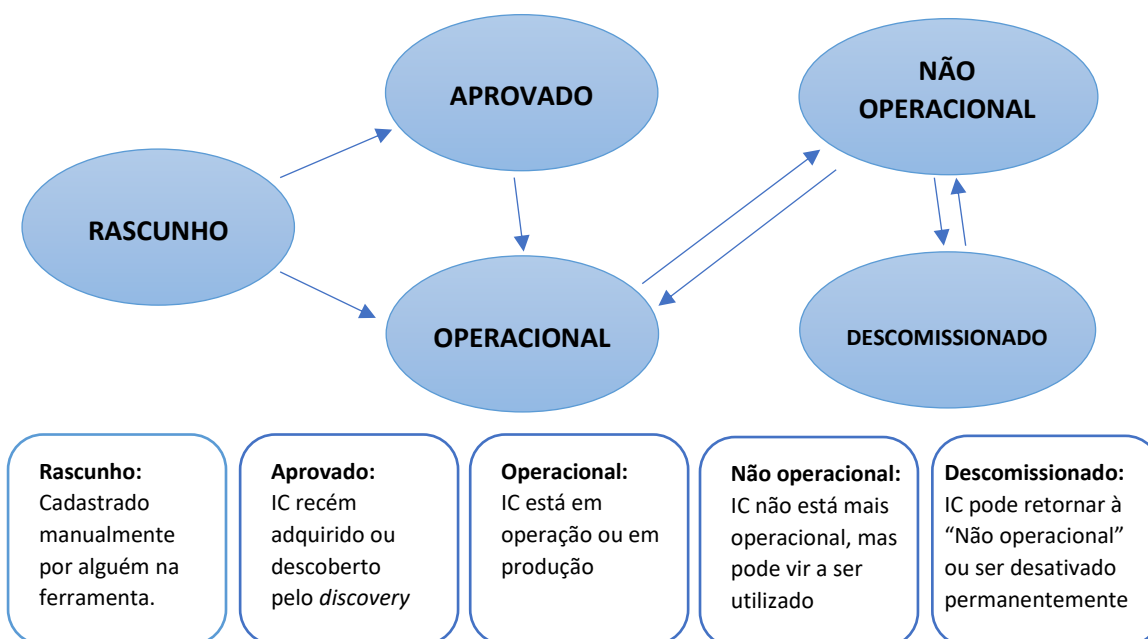 APROVADO
NÃO
OPERACIONAL
RASCUNHO
OPERACIONAL
DESCOMISSIONADO
Rascunho:
Cadastrado
manualmente
por alguém na
ferramenta.
Aprovado:
IC recém
adquirido ou
descoberto
pelo discovery
Operacional:
IC está em
operação ou em
produção
Não operacional:
IC não está mais
operacional, mas
pode vir a ser
utilizado
Descomissionado:
IC pode retornar à
“Não operacional”
ou ser desativado
permanentemente